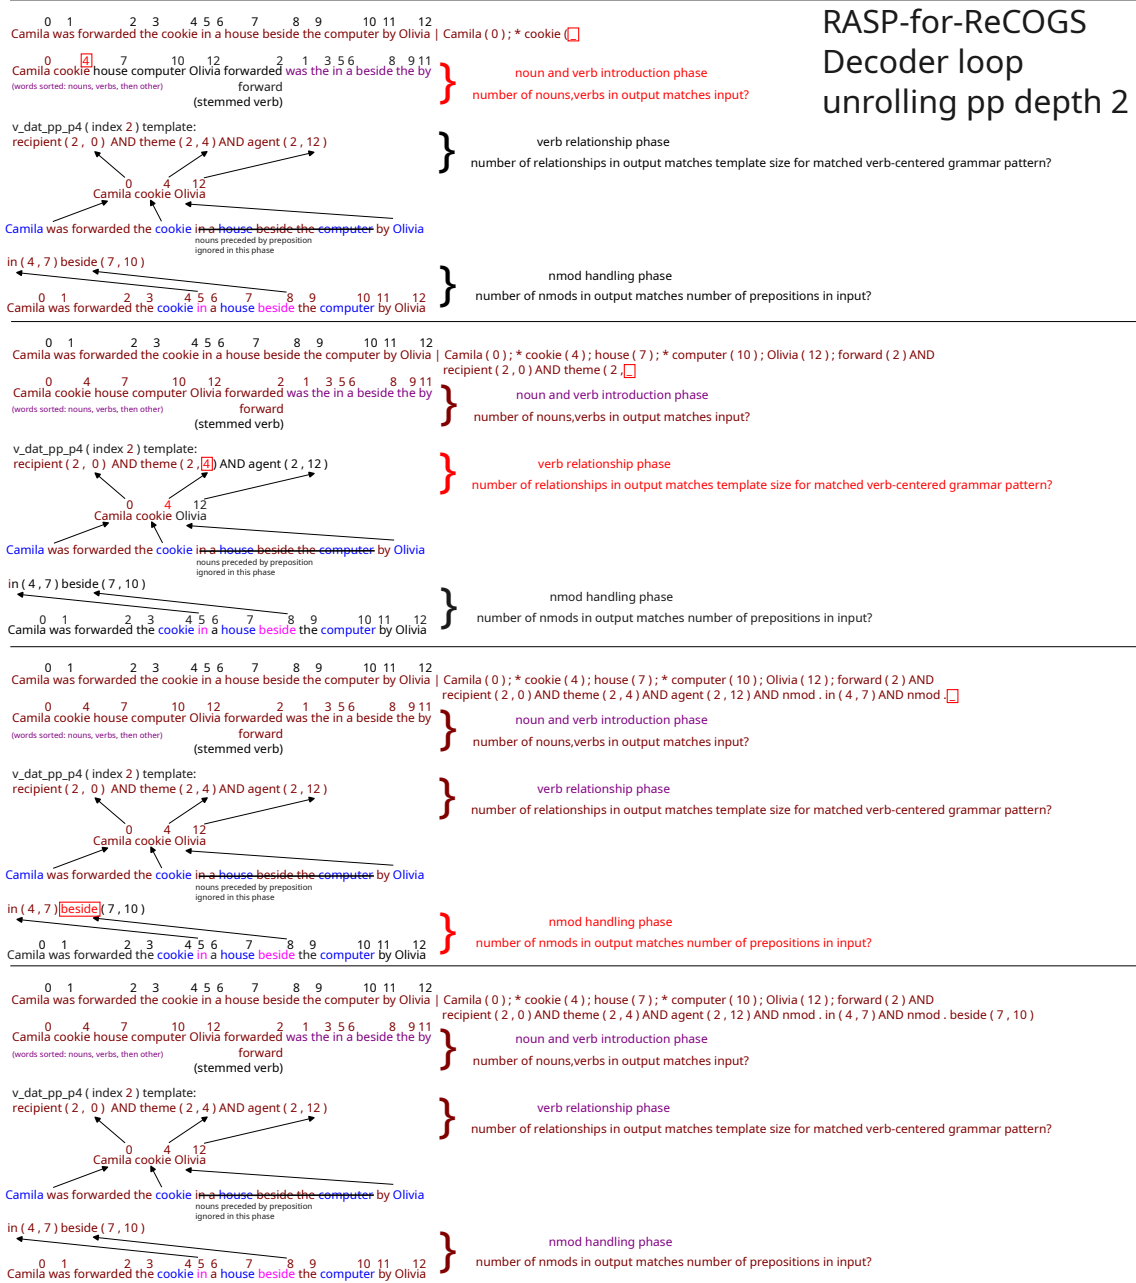 RASP-for-ReCOGS
Decoder loop
unrolling pp depth 2
0 1 2 3 4 5 6 7 8 9 10 11 12
Camila was forwarded the cookie in a house beside the computer by Olivia | Camila ( 0 ) ; * cookie ( _
0 4 7 10 12 2 1 3 5 6 8 9 11
Camila cookie house computer Olivia forwarded was the in a beside the by
(words sorted: nouns, verbs, then other)
forward
(stemmed verb)
} noun and verb introduction phase
number of nouns,verbs in output matches input?
v_dat_pp_p4 ( index 2 ) template:
recipient ( 2 , 0 ) AND theme ( 2 , 4 ) AND agent ( 2 , 12 )
} verb relationship phase
number of relationships in output matches template size for matched verb-centered grammar pattern?
0 4 12
Camila cookie Olivia
Camila was forwarded the cookie in a house beside the computer by Olivia
nouns preceded by preposition
ignored in this phase
in ( 4 , 7 ) beside ( 7 , 10 )
} nmod handling phase
number of nmods in output matches number of prepositions in input?
0 1 2 3 4 5 6 7 8 9 10 11 12
Camila was forwarded the cookie in a house beside the computer by Olivia
0 1 2 3 4 5 6 7 8 9 10 11 12
Camila was forwarded the cookie in a house beside the computer by Olivia | Camila ( 0 ) ; * cookie ( 4 ) ; house ( 7 ) ; * computer ( 10 ) ; Olivia ( 12 ) ; forward ( 2 ) AND
recipient ( 2 , 0 ) AND theme ( 2 , _
0 4 7 10 12 2 1 3 5 6 8 9 11
Camila cookie house computer Olivia forwarded was the in a beside the by
(words sorted: nouns, verbs, then other)
forward
(stemmed verb)
} noun and verb introduction phase
number of nouns,verbs in output matches input?
v_dat_pp_p4 ( index 2 ) template:
recipient ( 2 , 0 ) AND theme ( 2 , 4 ) AND agent ( 2 , 12 )
} verb relationship phase
number of relationships in output matches template size for matched verb-centered grammar pattern?
0 4 12
Camila cookie Olivia
Camila was forwarded the cookie in a house beside the computer by Olivia
nouns preceded by preposition
ignored in this phase
in ( 4 , 7 ) beside ( 7 , 10 )
} nmod handling phase
number of nmods in output matches number of prepositions in input?
0 1 2 3 4 5 6 7 8 9 10 11 12
Camila was forwarded the cookie in a house beside the computer by Olivia
0 1 2 3 4 5 6 7 8 9 10 11 12
Camila was forwarded the cookie in a house beside the computer by Olivia | Camila ( 0 ) ; * cookie ( 4 ) ; house ( 7 ) ; * computer ( 10 ) ; Olivia ( 12 ) ; forward ( 2 ) AND
recipient ( 2 , 0 ) AND theme ( 2 , 4 ) AND agent ( 2 , 12 ) AND nmod . in ( 4 , 7 ) AND nmod . _
0 4 7 10 12 2 1 3 5 6 8 9 11
Camila cookie house computer Olivia forwarded was the in a beside the by
(words sorted: nouns, verbs, then other)
forward
(stemmed verb)
} noun and verb introduction phase
number of nouns,verbs in output matches input?
v_dat_pp_p4 ( index 2 ) template:
recipient ( 2 , 0 ) AND theme ( 2 , 4 ) AND agent ( 2 , 12 )
} verb relationship phase
number of relationships in output matches template size for matched verb-centered grammar pattern?
0 4 12
Camila cookie Olivia
Camila was forwarded the cookie in a house beside the computer by Olivia
nouns preceded by preposition
ignored in this phase
in ( 4 , 7 ) beside ( 7 , 10 )
} nmod handling phase
number of nmods in output matches number of prepositions in input?
0 1 2 3 4 5 6 7 8 9 10 11 12
Camila was forwarded the cookie in a house beside the computer by Olivia
0 1 2 3 4 5 6 7 8 9 10 11 12
Camila was forwarded the cookie in a house beside the computer by Olivia | Camila ( 0 ) ; * cookie ( 4 ) ; house ( 7 ) ; * computer ( 10 ) ; Olivia ( 12 ) ; forward ( 2 ) AND
recipient ( 2 , 0 ) AND theme ( 2 , 4 ) AND agent ( 2 , 12 ) AND nmod . in ( 4 , 7 ) AND nmod . beside ( 7 , 10 )
0 4 7 10 12 2 1 3 5 6 8 9 11
Camila cookie house computer Olivia forwarded was the in a beside the by
(words sorted: nouns, verbs, then other)
forward
(stemmed verb)
} noun and verb introduction phase
number of nouns,verbs in output matches input?
v_dat_pp_p4 ( index 2 ) template:
recipient ( 2 , 0 ) AND theme ( 2 , 4 ) AND agent ( 2 , 12 )
} verb relationship phase
number of relationships in output matches template size for matched verb-centered grammar pattern?
0 4 12
Camila cookie Olivia
Camila was forwarded the cookie in a house beside the computer by Olivia
nouns preceded by preposition
ignored in this phase
in ( 4 , 7 ) beside ( 7 , 10 )
} nmod handling phase
number of nmods in output matches number of prepositions in input?
0 1 2 3 4 5 6 7 8 9 10 11 12
Camila was forwarded the cookie in a house beside the computer by Olivia